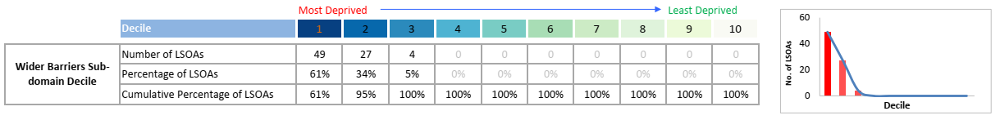 Most Deprived Least Deprived
Decile 1 2 3 4 5 6 7 8 9 10
Wider Barriers Sub-
domain Decile
Number of LSOAs 49 27 4 0 0 0 0 0 0 0
Percentage of LSOAs 61% 34% 5% 0% 0% 0% 0% 0% 0% 0%
Cumulative Percentage of LSOAs 61% 95% 100% 100% 100% 100% 100% 100% 100% 100%
No. of LSOAs
60
40
20
0
Decile